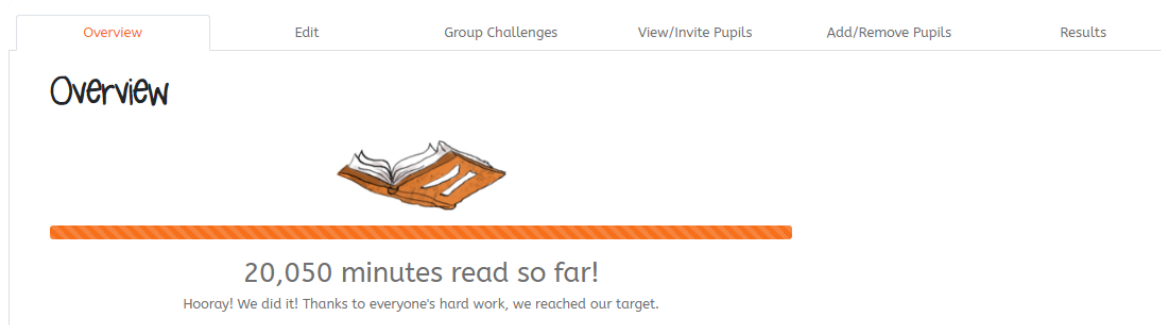 Overview Edit Group Challenges View/Invite Pupils Add/Remove Pupils Results
Overview
20,050 minutes read so far!
Hooray! We did it! Thanks to everyone's hard work, we reached our target.